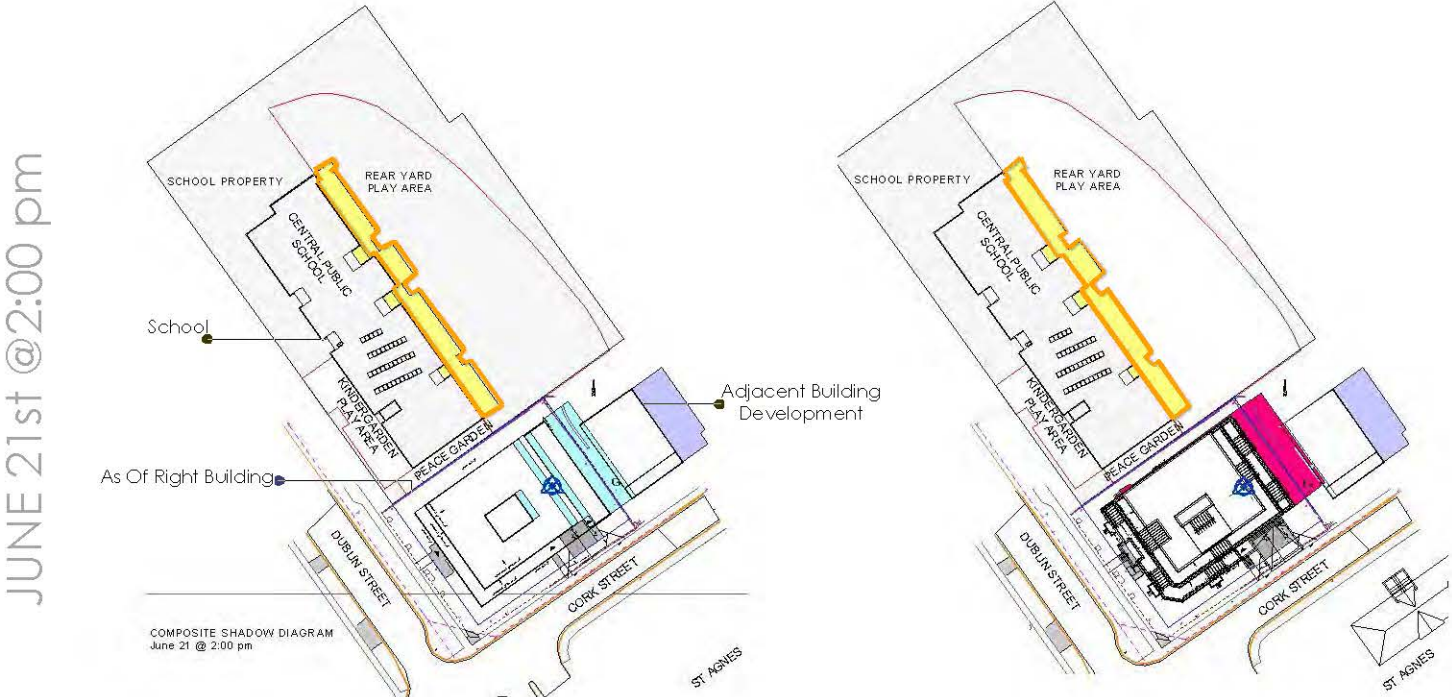 JUNE 21st @2:00 pm
SCHOOL PROPERTY
REAR YARD
PLAY AREA
CENTRAL PUBLIC
SCHOOL
School
KINDERGARDEN
PLAY AREA
PEACE GARDEN
As Of Right Building
Adjacent Building
Development
DUBLIN STREET
CORK STREET
COMPOSITE SHADOW DIAGRAM
June 21 @ 2:00 pm
ST AGNES
SCHOOL PROPERTY
REAR YARD
PLAY AREA
CENTRAL PUBLIC
SCHOOL
KINDERGARDEN
PLAY AREA
PEACE GARDEN
DUBLIN STREET
CORK STREET
ST AGNES